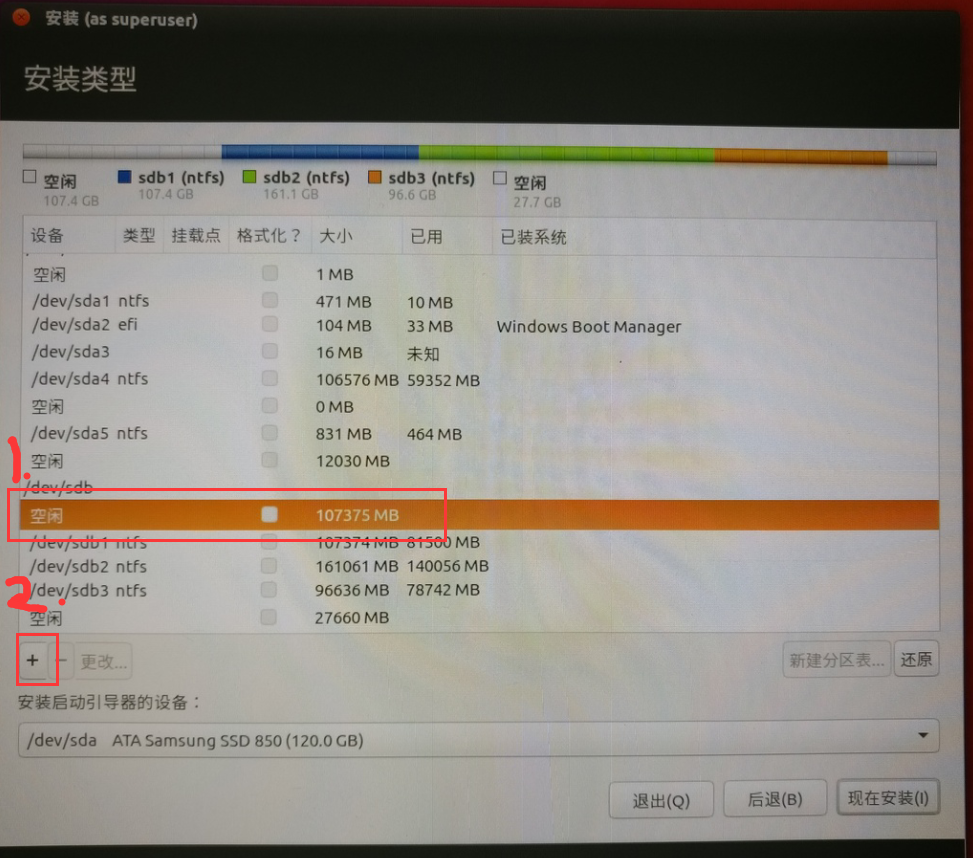 安装 (as superuser)
安装类型
空闲 sdb1 (ntfs) sdb2 (ntfs) sdb3 (ntfs) 空闲
107.4 GB 107.4 GB 161.1 GB 96.6 GB 27.7 GB
设备 类型 挂载点 格式化？ 大小 已用 已装系统
空闲 1 MB
/dev/sda1 ntfs 471 MB 10 MB
/dev/sda2 efi 104 MB 33 MB Windows Boot Manager
/dev/sda3 16 MB 未知
/dev/sda4 ntfs 106576 MB 59352 MB
空闲 0 MB
/dev/sda5 ntfs 831 MB 464 MB
1.
空闲 12030 MB
/dev/sdb
空闲 107375 MB
/dev/sdb1 ntfs 107374 MB 81500 MB
/dev/sdb2 ntfs 161061 MB 140056 MB
2.
/dev/sdb3 ntfs 96636 MB 78742 MB
空闲 27660 MB
+ - 更改... 新建分区表... 还原
安装启动引导器的设备：
/dev/sda ATA Samsung SSD 850 (120.0 GB)
退出(Q) 后退(B) 现在安装(I)